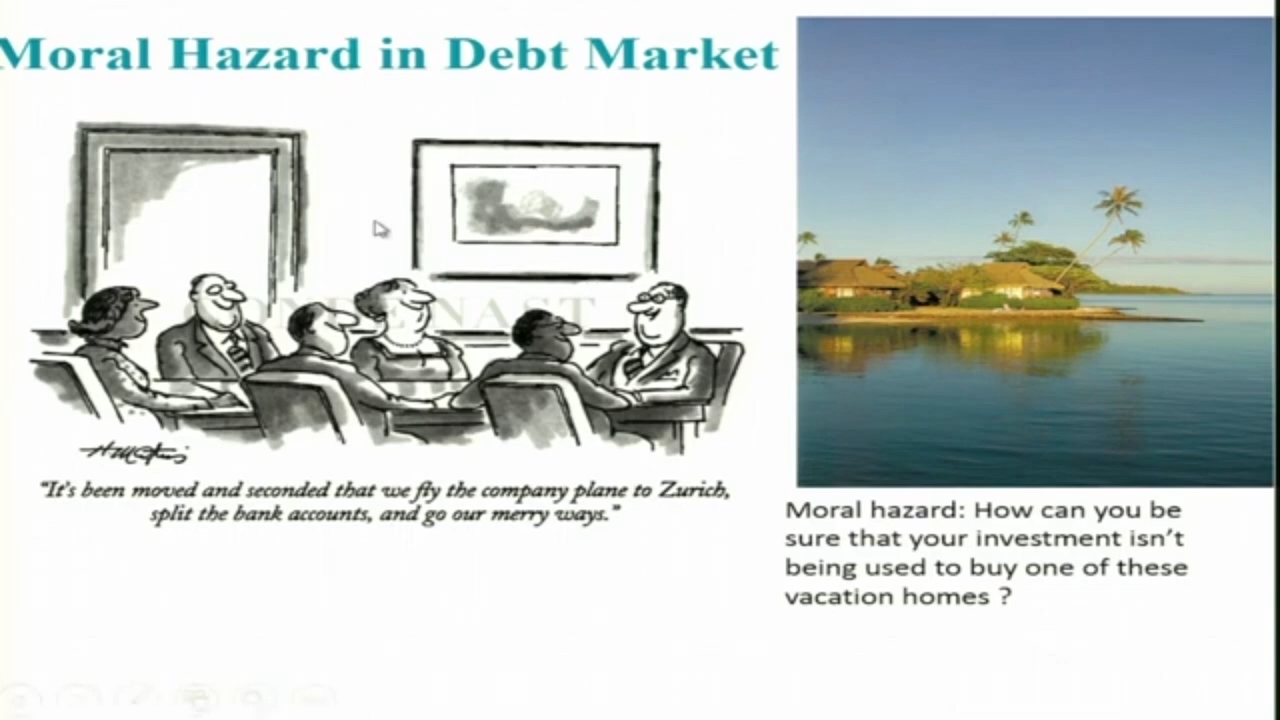 Moral Hazard in Debt Market
CONDE NAST
"It's been moved and seconded that we fly the company plane to Zurich,
split the bank accounts, and go our merry ways."
Moral hazard: How can you be
sure that your investment isn't
being used to buy one of these
vacation homes ?